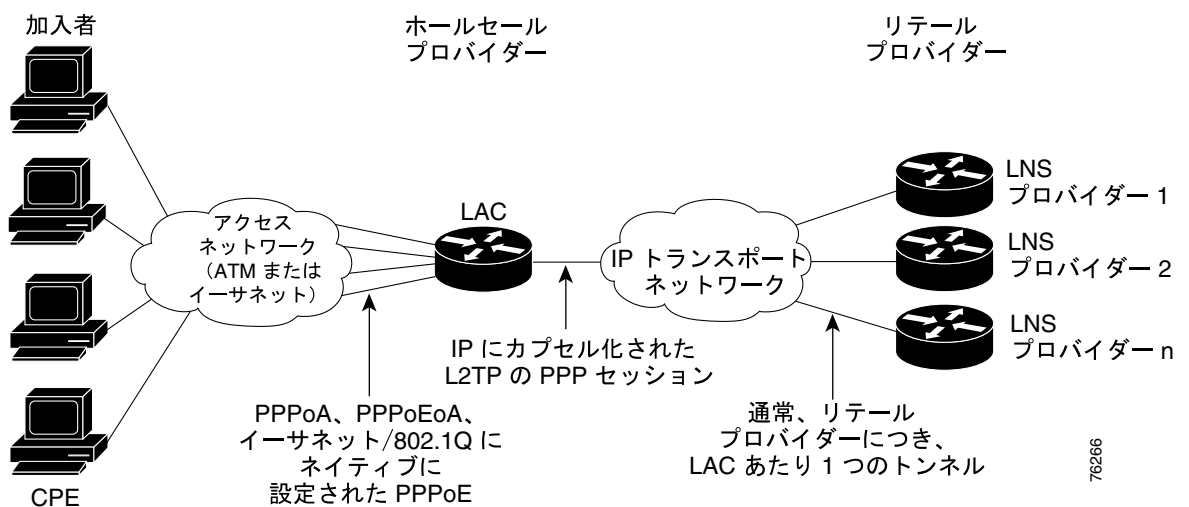 加入者
ホールセール
プロバイダー
リテール
プロバイダー
アクセス
ネットワーク
（ATM または
イーサネット）
LAC
IP トランスポート
ネットワーク
LNS
プロバイダー 1
LNS
プロバイダー 2
LNS
プロバイダー n
IP にカプセル化された
L2TP の PPP セッション
PPPoA、PPPoEoA、
イーサネット/802.1Q に
ネイティブに
設定された PPPoE
通常、リテール
プロバイダーにつき、
LAC あたり 1 つのトンネル
CPE
76266